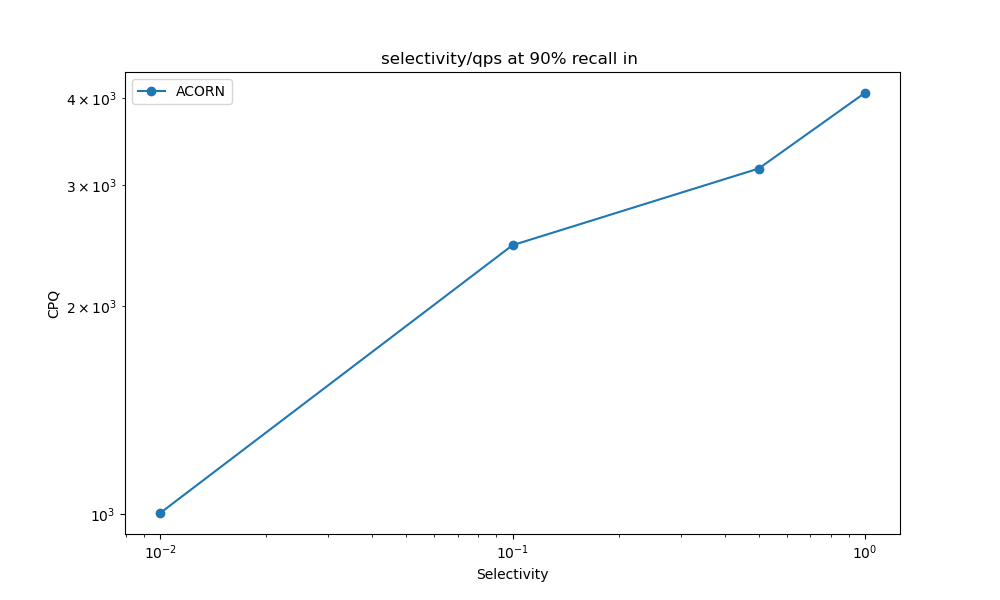 selectivity/qps at 90% recall in
ACORN
4 × 10³
3 × 10³
2 × 10³
10³
CPQ
10⁻² 10⁻¹ 10⁰
Selectivity